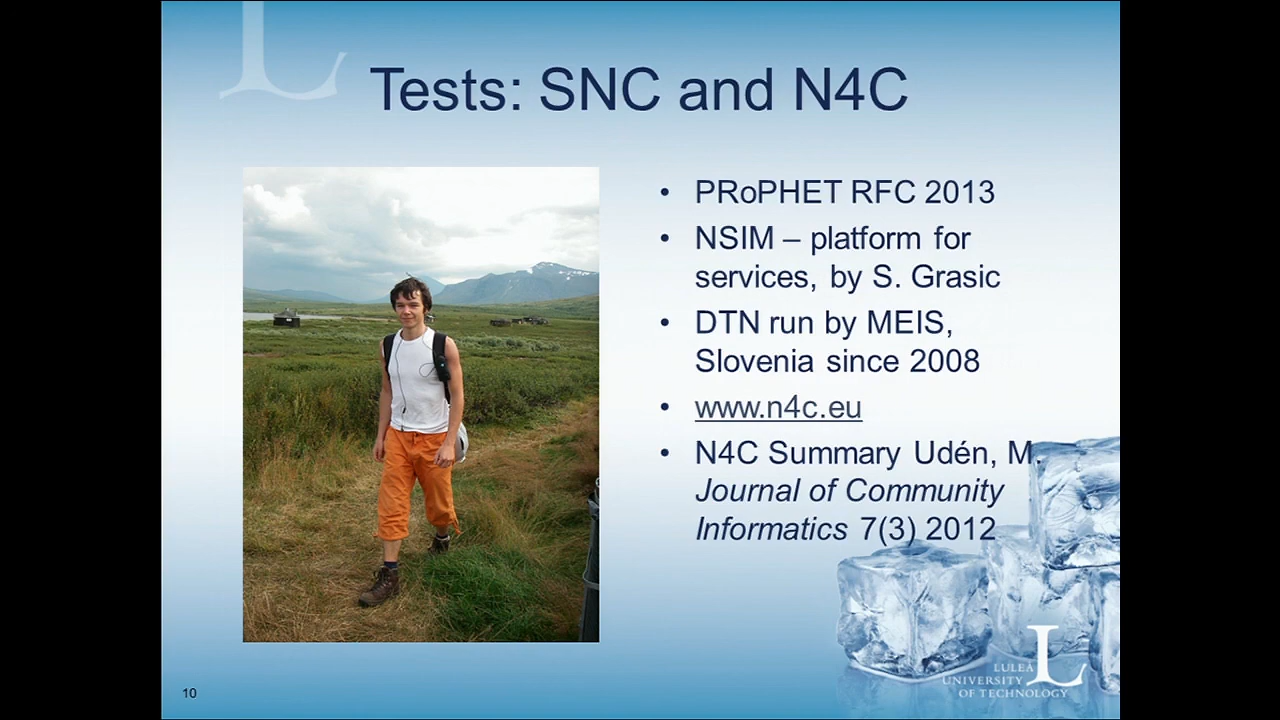 Tests: SNC and N4C
• PRoPHET RFC 2013
• NSIM – platform for
services, by S. Grasic
• DTN run by MEIS,
Slovenia since 2008
• www.n4c.eu
• N4C Summary Udén, M.
Journal of Community
Informatics 7(3) 2012
10
L
LULEÅ
UNIVERSITY
OF TECHNOLOGY